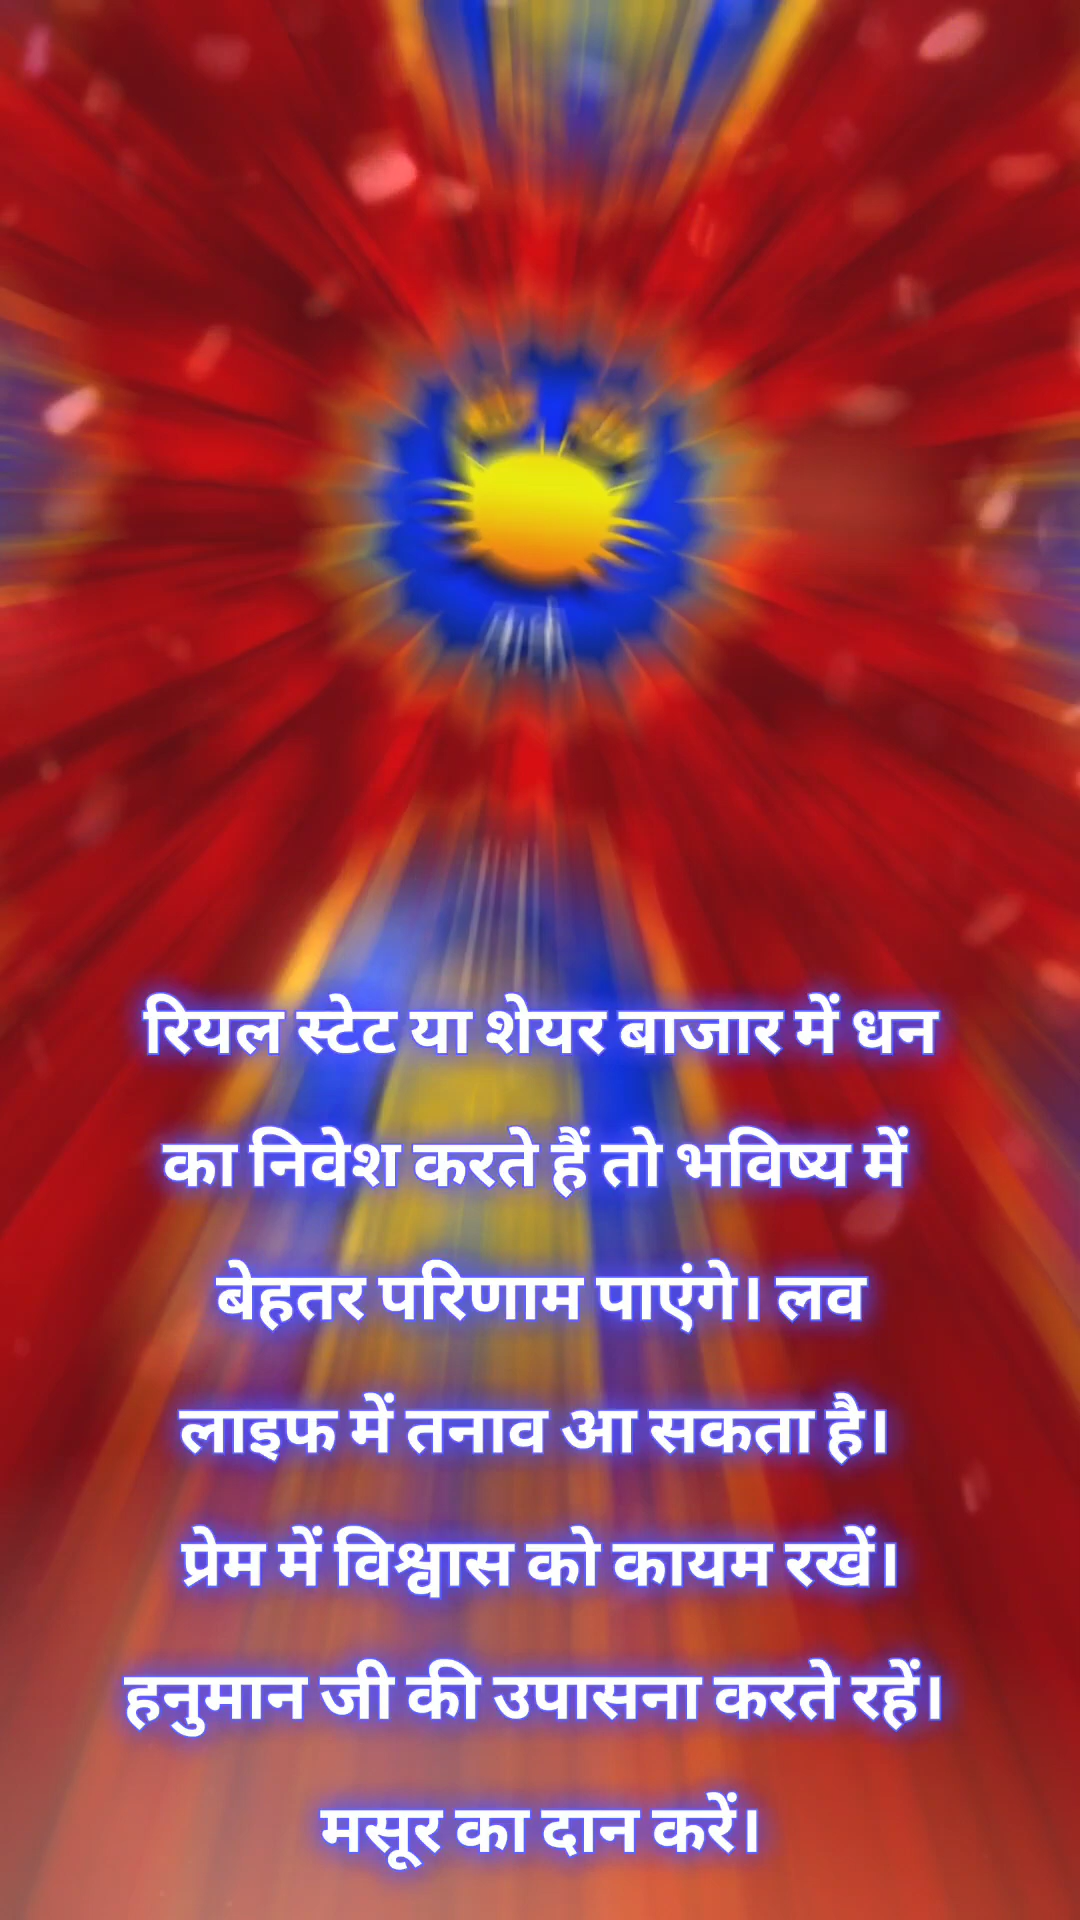 रियल स्टेट या शेयर बाजार में धन
का निवेश करते हैं तो भविष्य में
बेहतर परिणाम पाएंगे। लव
लाइफ में तनाव आ सकता है।
प्रेम में विश्वास को कायम रखें।
हनुमान जी की उपासना करते रहें।
मसूर का दान करें।